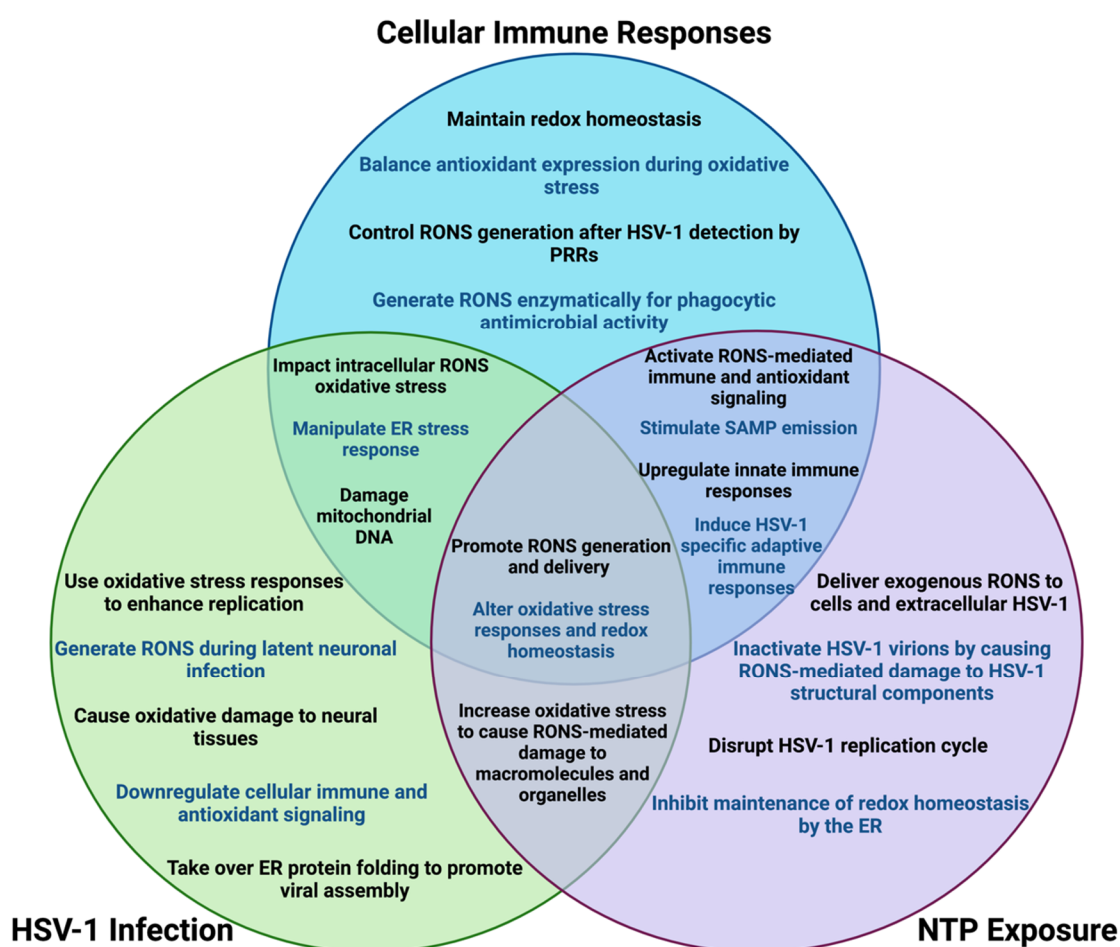 Cellular Immune Responses
Maintain redox homeostasis
Balance antioxidant expression during oxidative
stress
Control RONS generation after HSV-1 detection by
PRRs
Generate RONS enzymatically for phagocytic
antimicrobial activity
Impact intracellular RONS
oxidative stress
Manipulate ER stress
response
Damage
mitochondrial
DNA
Activate RONS-mediated
immune and antioxidant
signaling
Stimulate SAMP emission
Upregulate innate immune
responses
Induce HSV-1
specific adaptive
immune
responses
Promote RONS generation
and delivery
Alter oxidative stress
responses and redox
homeostasis
Use oxidative stress responses
to enhance replication
Generate RONS during latent neuronal
infection
Cause oxidative damage to neural
tissues
Downregulate cellular immune and
antioxidant signaling
Take over ER protein folding to promote
viral assembly
Increase oxidative stress
to cause RONS-mediated
damage to
macromolecules and
organelles
Deliver exogenous RONS to
cells and extracellular HSV-1
Inactivate HSV-1 virions by causing
RONS-mediated damage to HSV-1
structural components
Disrupt HSV-1 replication cycle
Inhibit maintenance of redox homeostasis
by the ER
HSV-1 Infection
NTP Exposure